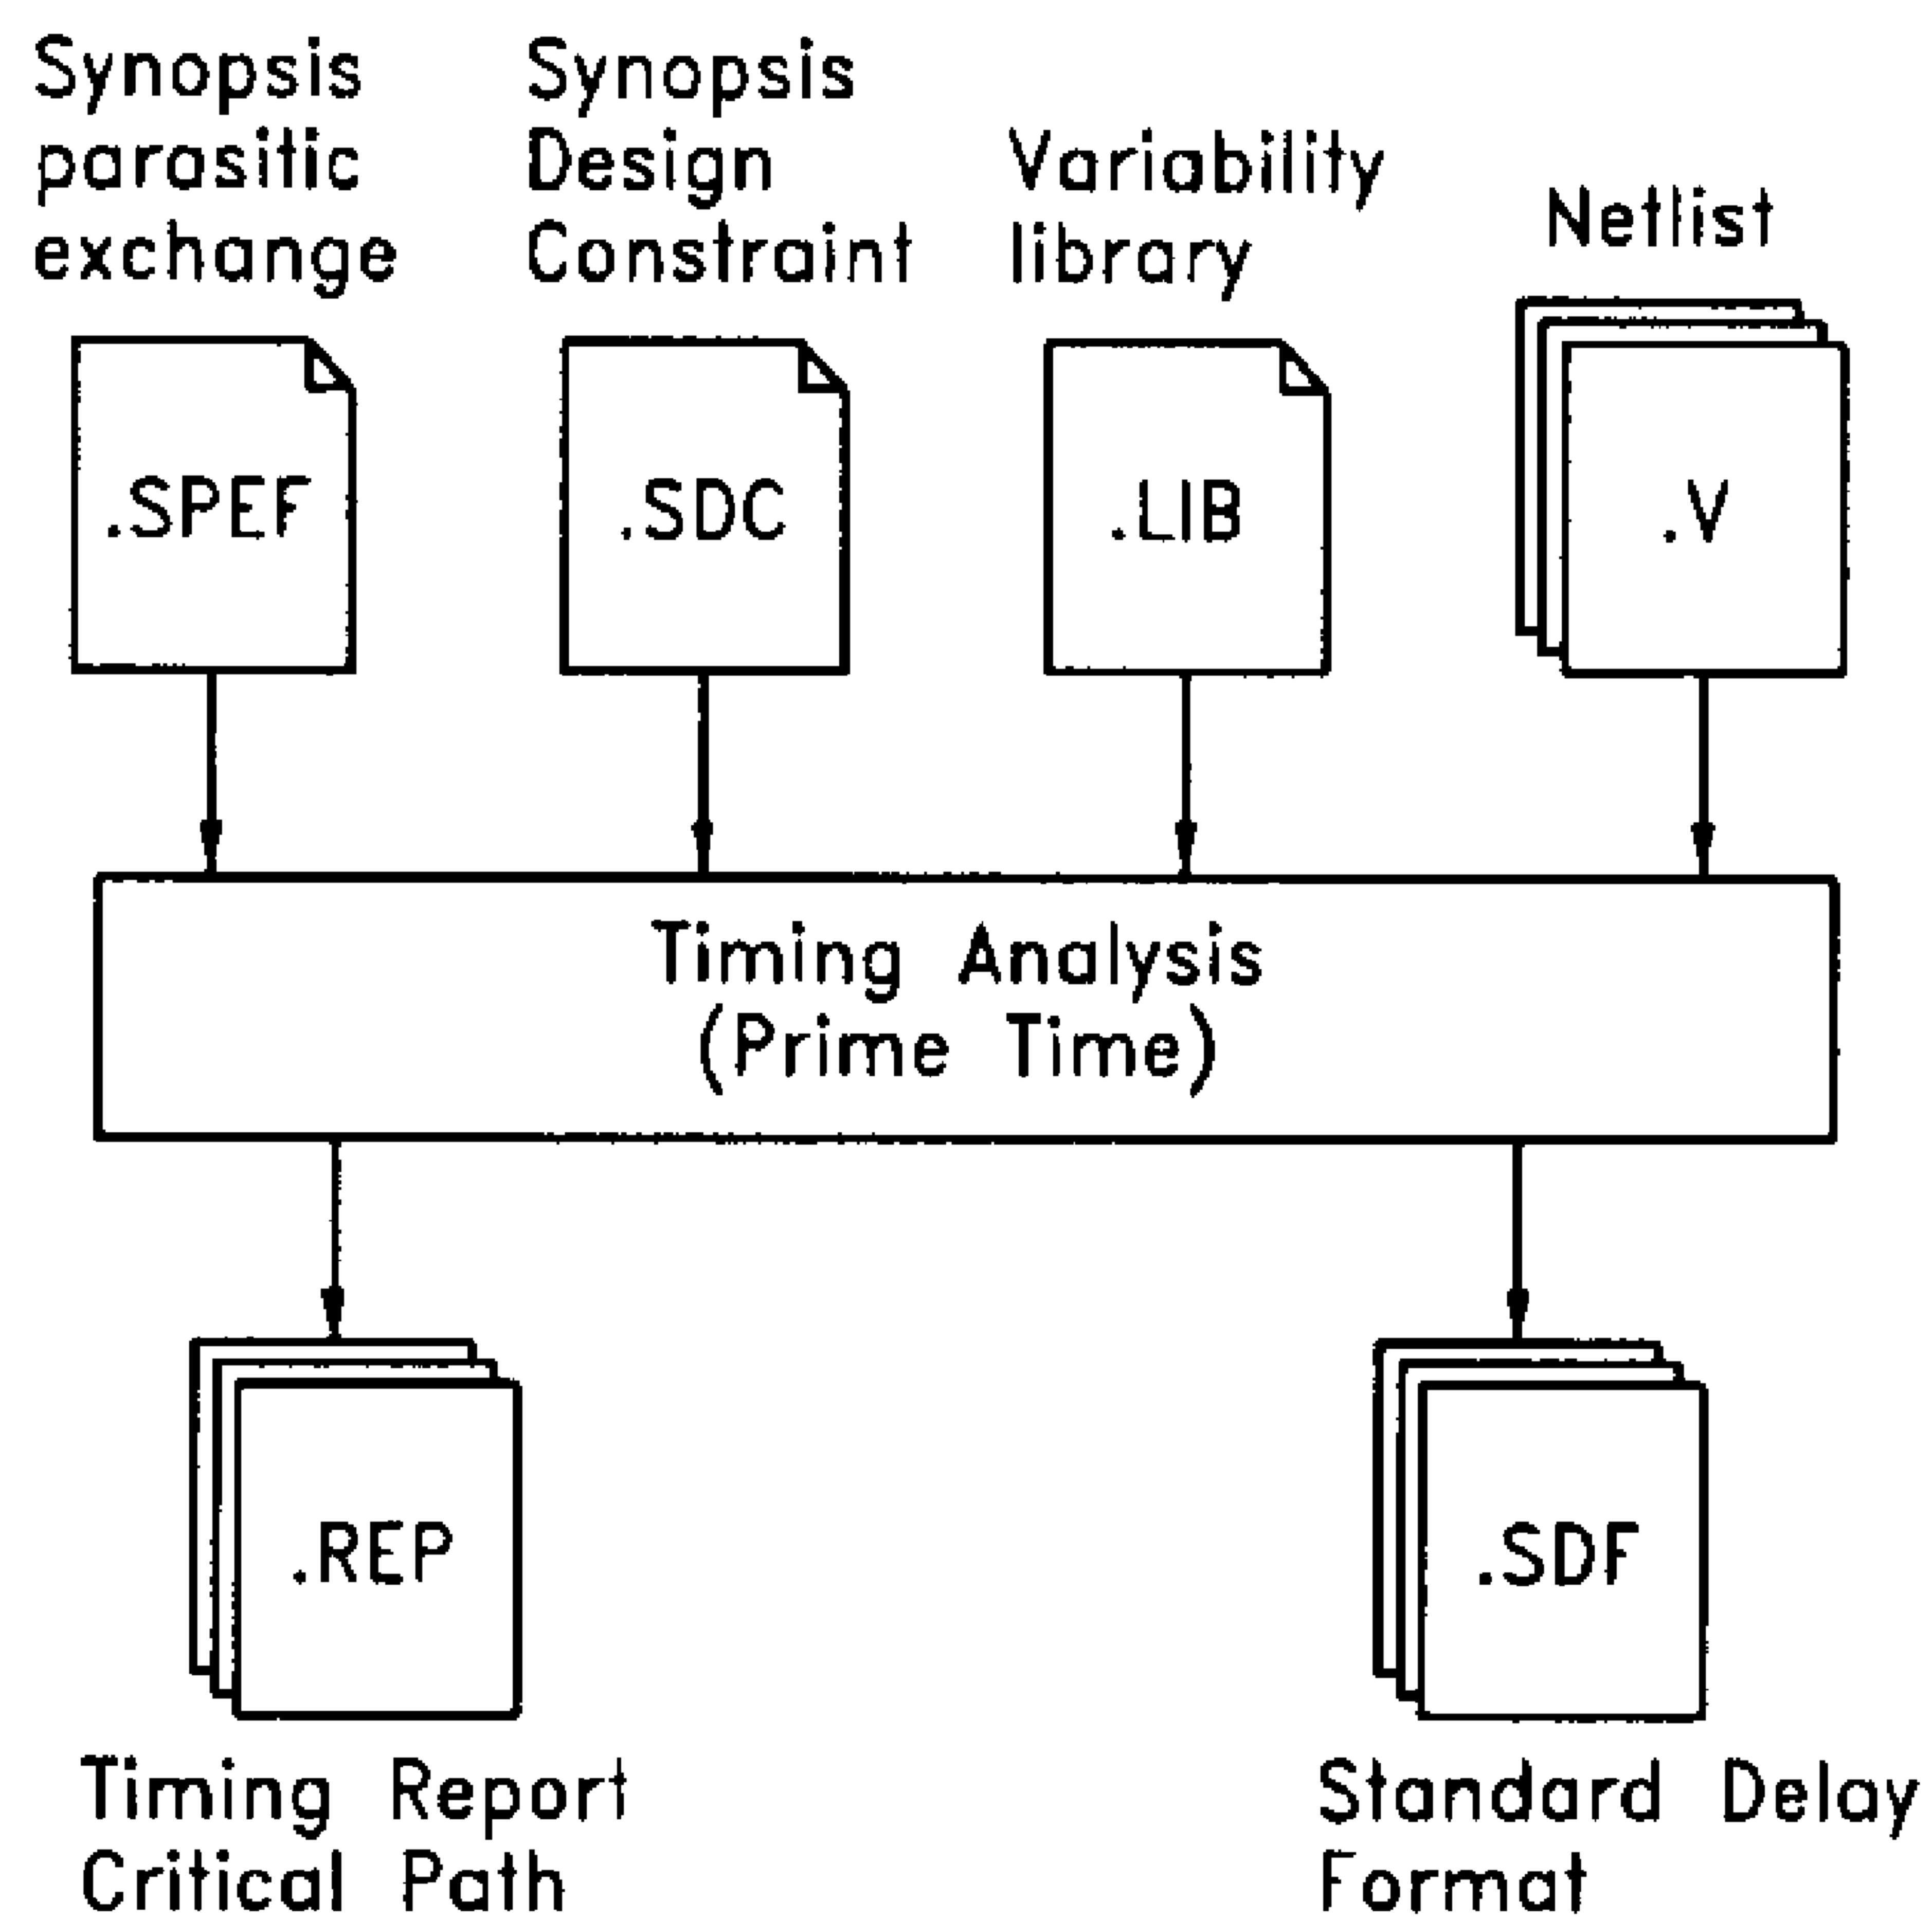 Synopsis
parasitic
exchange
Synopsis
Design
Constraint
Variability
library
Netlist
.SPEF
.SDC
.LIB
.V
Timing Analysis
(Prime Time)
.REP
.SDF
Timing Report
Critical Path
Standard Delay
Format